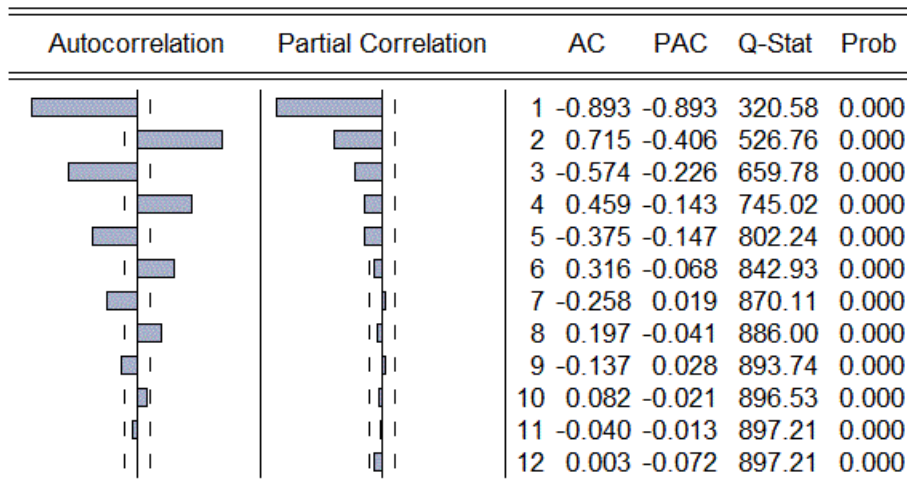 Autocorrelation Partial Correlation AC PAC Q-Stat Prob
1 -0.893 -0.893 320.58 0.000
2 0.715 -0.406 526.76 0.000
3 -0.574 -0.226 659.78 0.000
4 0.459 -0.143 745.02 0.000
5 -0.375 -0.147 802.24 0.000
6 0.316 -0.068 842.93 0.000
7 -0.258 0.019 870.11 0.000
8 0.197 -0.041 886.00 0.000
9 -0.137 0.028 893.74 0.000
10 0.082 -0.021 896.53 0.000
11 -0.040 -0.013 897.21 0.000
12 0.003 -0.072 897.21 0.000